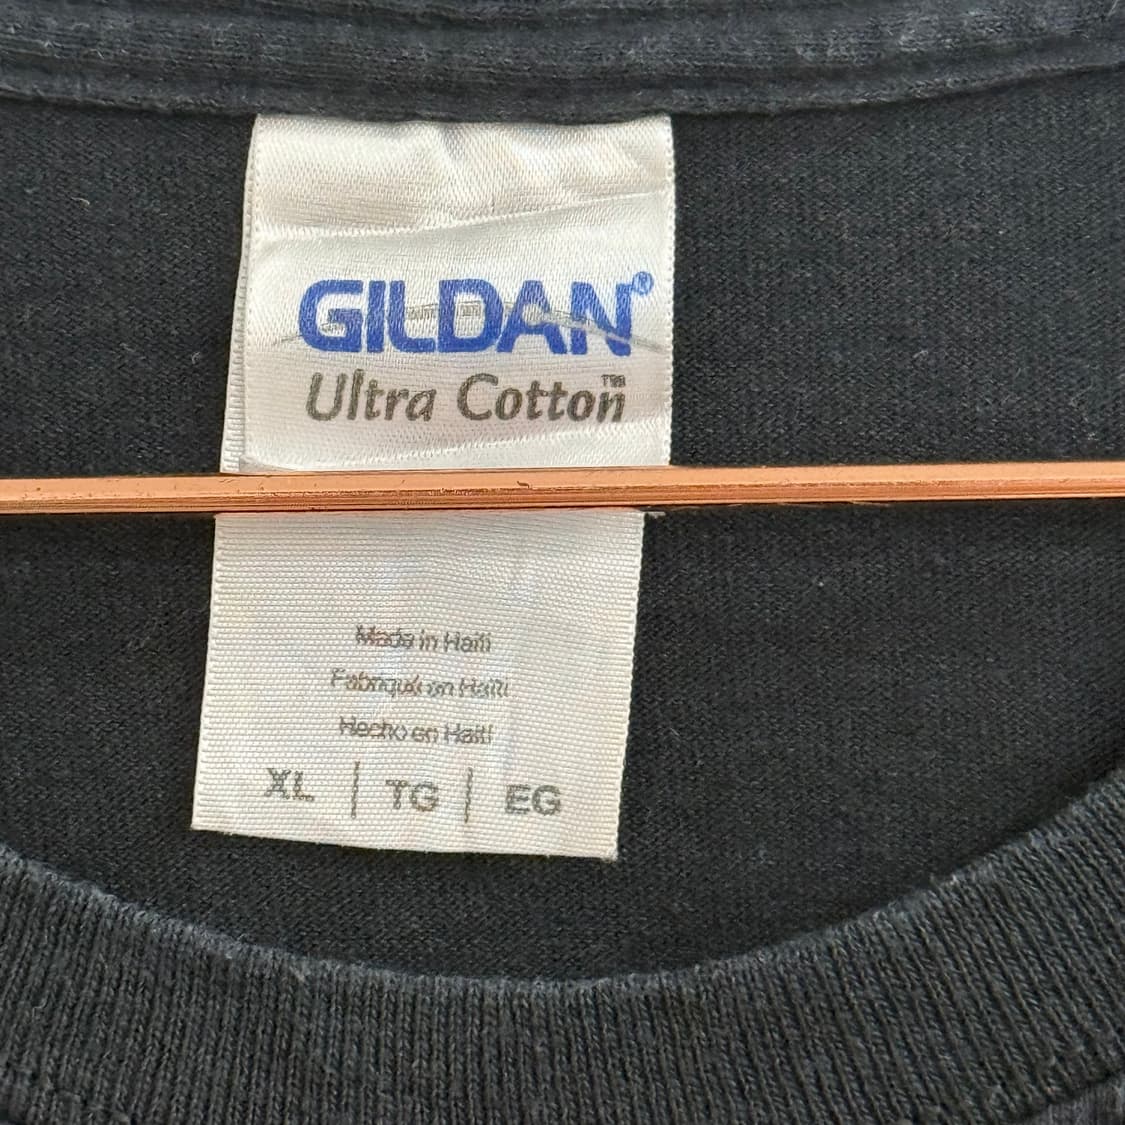 GILDAN®
Ultra Cotton™
Made in Haiti
Fabriqué en Haïti
Hecho en Haití
XL | TG | EG